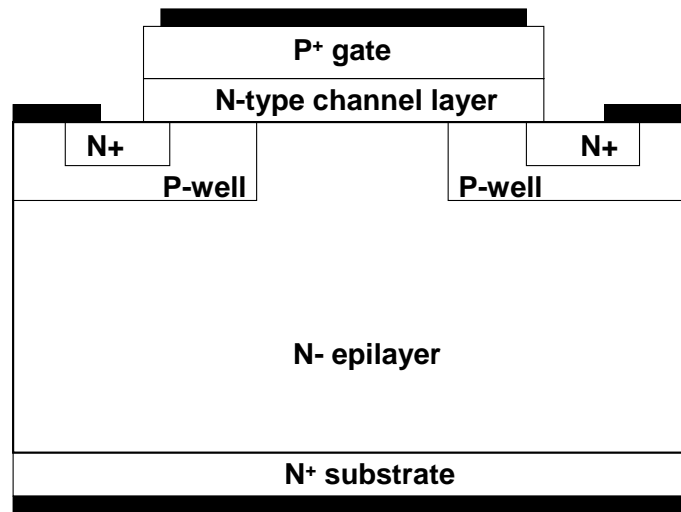 P⁺ gate
N-type channel layer
N+ N+
P-well P-well
N- epilayer
N⁺ substrate